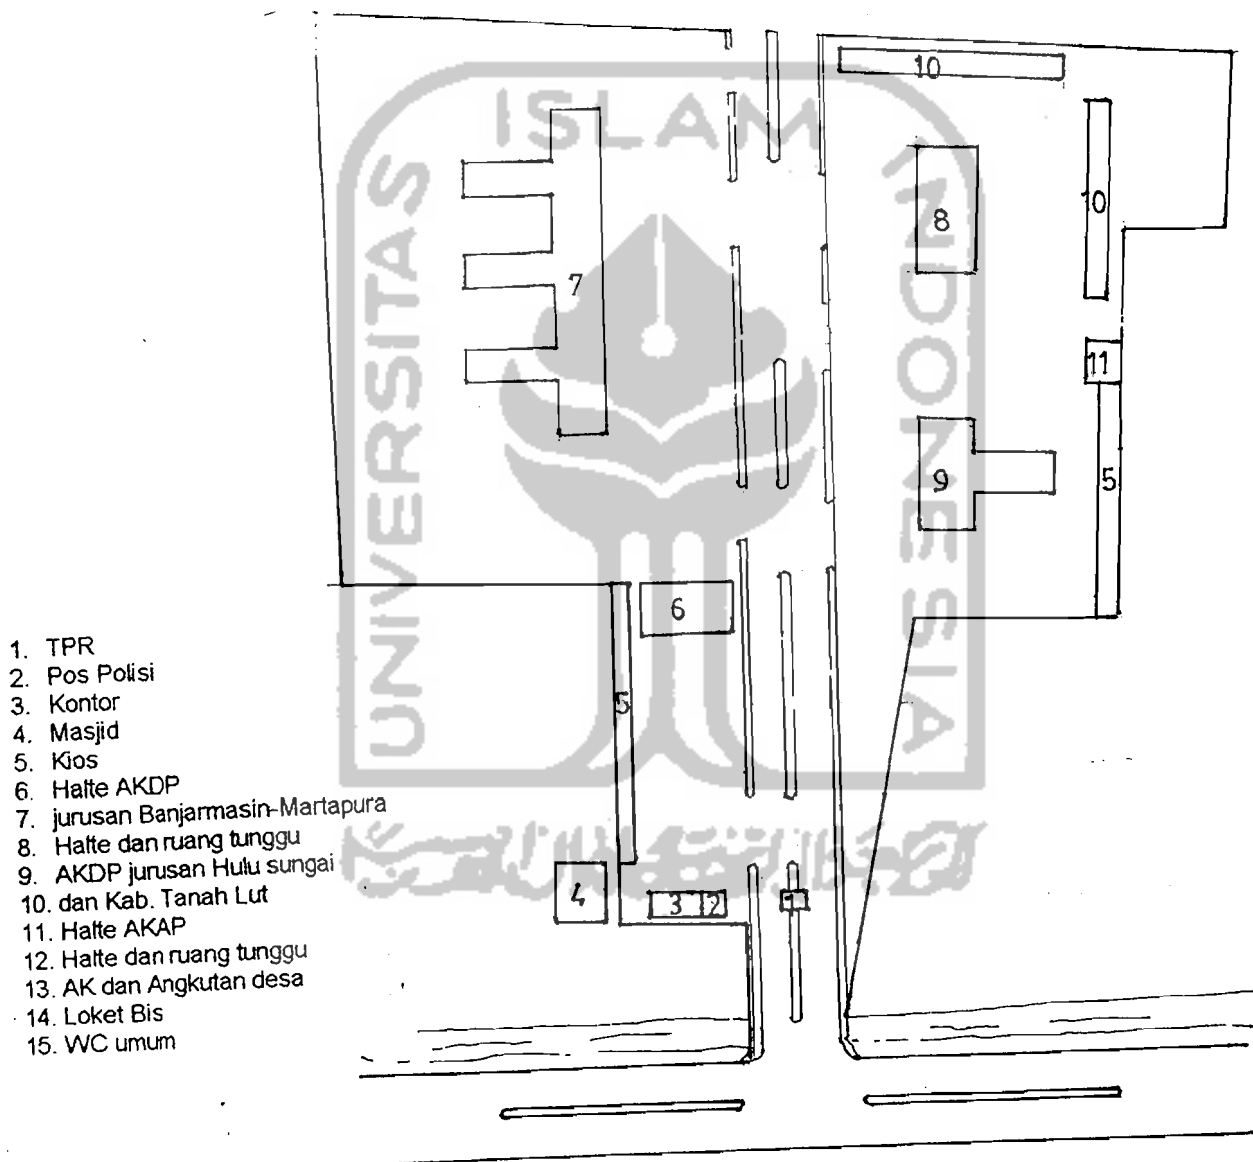 10
ISLAM
UNIVERSITAS
INDONESIA
10
8
7
11
9
5
6
5
1. TPR
2. Pos Polisi
3. Kontor
4. Masjid
5. Kios
6. Halte AKDP
7. jurusan Banjarmasin-Martapura
8. Halte dan ruang tunggu
9. AKDP jurusan Hulu sungai
10. dan Kab. Tanah Lut
11. Halte AKAP
12. Halte dan ruang tunggu
13. AK dan Angkutan desa
14. Loket Bis
15. WC umum
4
3
2
1